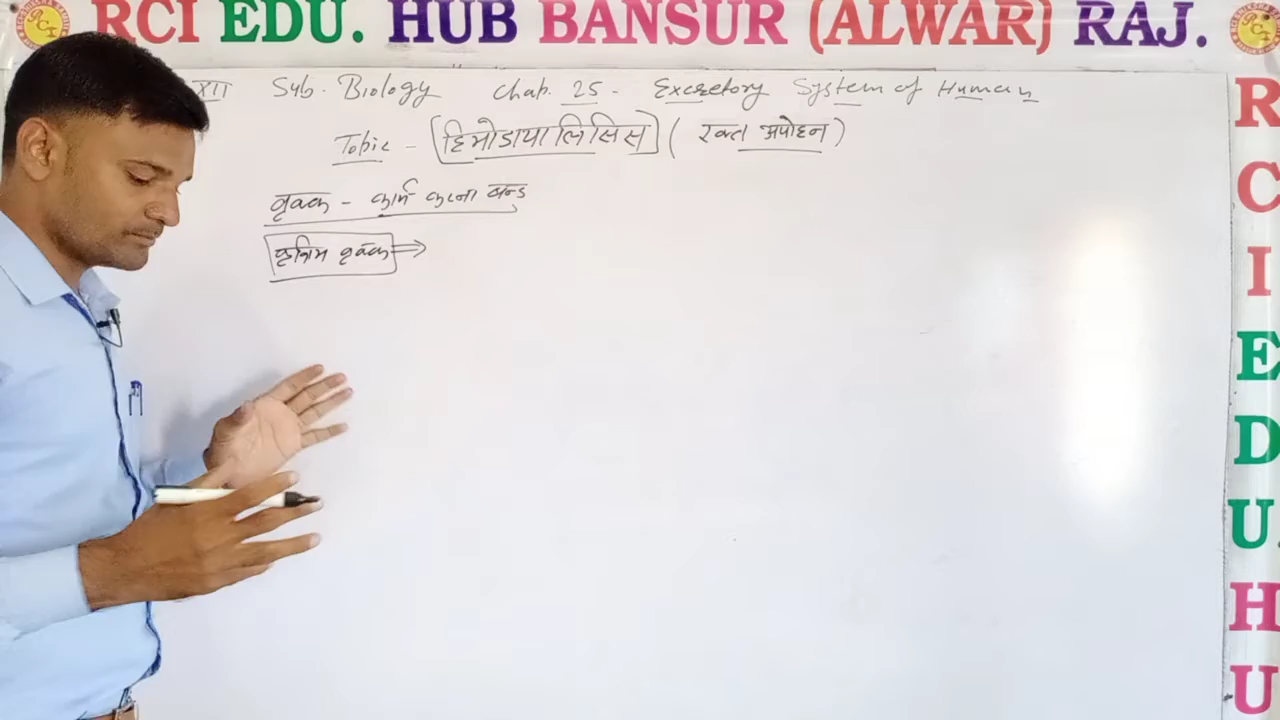 RCI EDU. HUB BANSUR (ALWAR) RAJ.
XII Sub. Biology Chap. 25 - Excretory System of Human
Topic - [हिमोडायालिसिस] (रक्त अपोहन)
वृक्क - कार्य करना बन्द
कृत्रिम वृक्क ⇒
R
C
I
E
D
U.
H
U